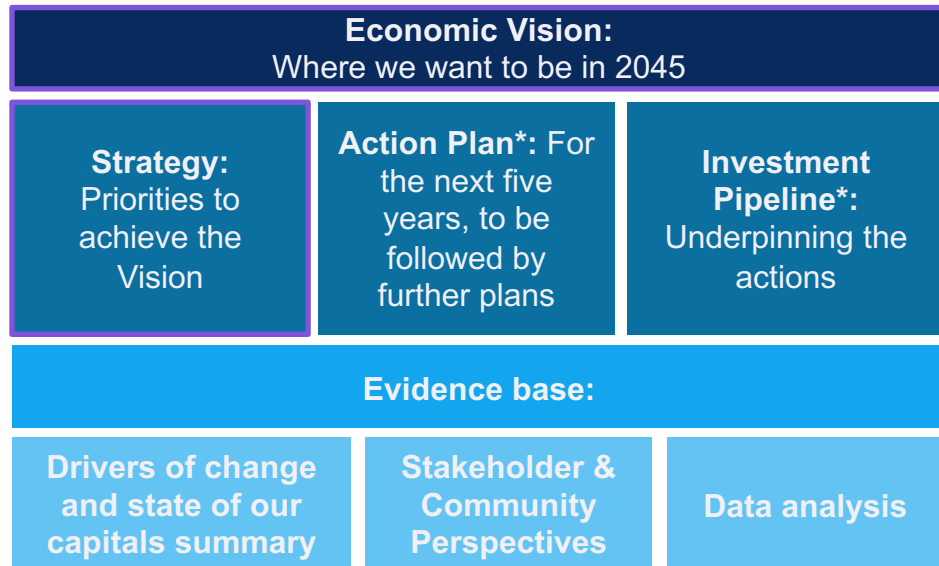 Economic Vision:
Where we want to be in 2045
Strategy:
Priorities to
achieve the
Vision
Action Plan*: For
the next five
years, to be
followed by
further plans
Investment
Pipeline*:
Underpinning the
actions
Evidence base:
Drivers of change
and state of our
capitals summary
Stakeholder &
Community
Perspectives
Data analysis